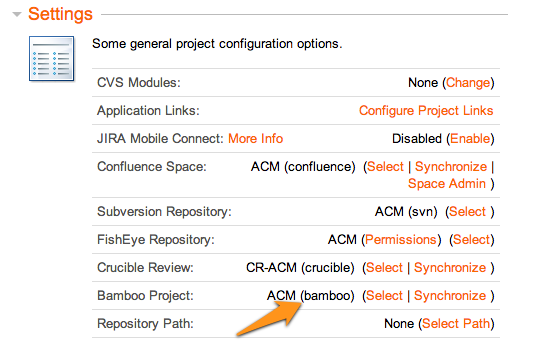 Settings
Some general project configuration options.
CVS Modules: None (Change)
Application Links: Configure Project Links
JIRA Mobile Connect: More Info Disabled (Enable)
Confluence Space: ACM (confluence) (Select | Synchronize |
Space Admin )
Subversion Repository: ACM (svn) (Select )
FishEye Repository: ACM (Permissions) (Select)
Crucible Review: CR-ACM (crucible) (Select | Synchronize )
Bamboo Project: ACM (bamboo) (Select | Synchronize )
Repository Path: None (Select Path)